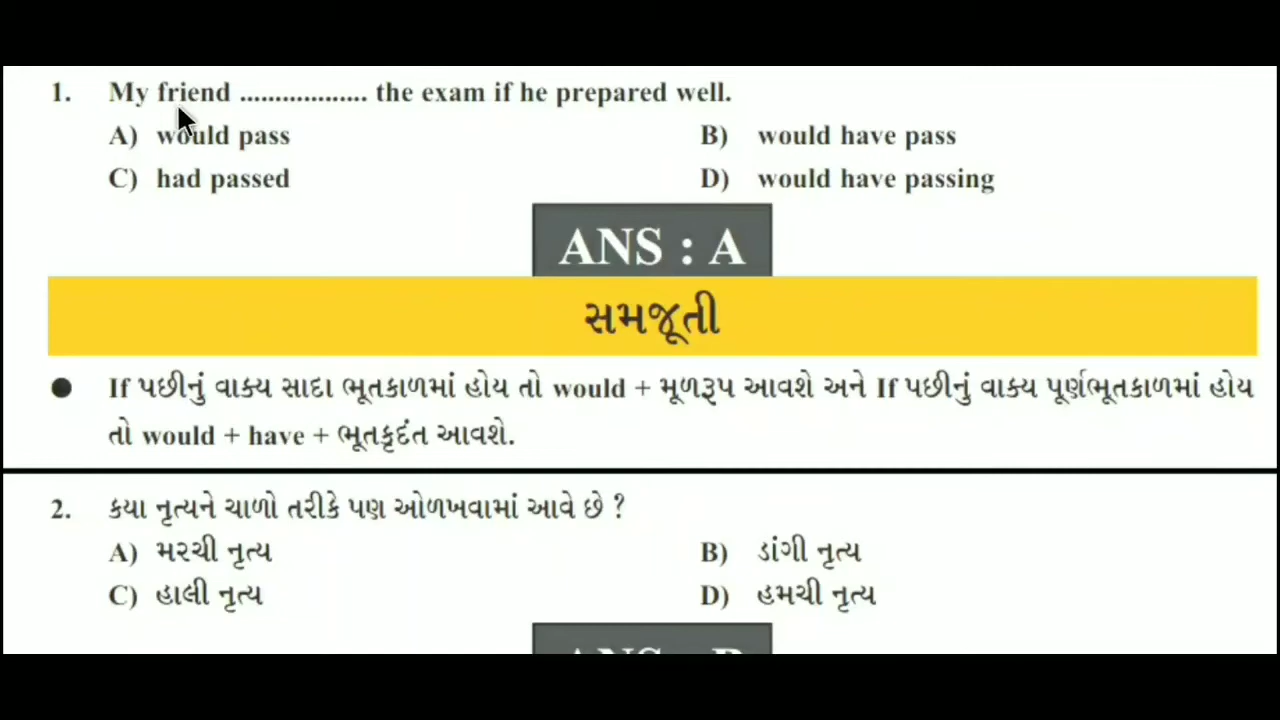 1. My friend .................. the exam if he prepared well.
A) would pass B) would have pass
C) had passed D) would have passing
ANS : A
સમજૂતી
● If પછીનું વાક્ય સાદા ભૂતકાળમાં હોય તો would + મૂળરૂપ આવશે અને If પછીનું વાક્ય પૂર્ણભૂતકાળમાં હોય
તો would + have + ભૂતકૃદંત આવશે.
2. કયા નૃત્યને ચાળો તરીકે પણ ઓળખવામાં આવે છે ?
A) મરચી નૃત્ય B) ડાંગી નૃત્ય
C) હાલી નૃત્ય D) હમચી નૃત્ય